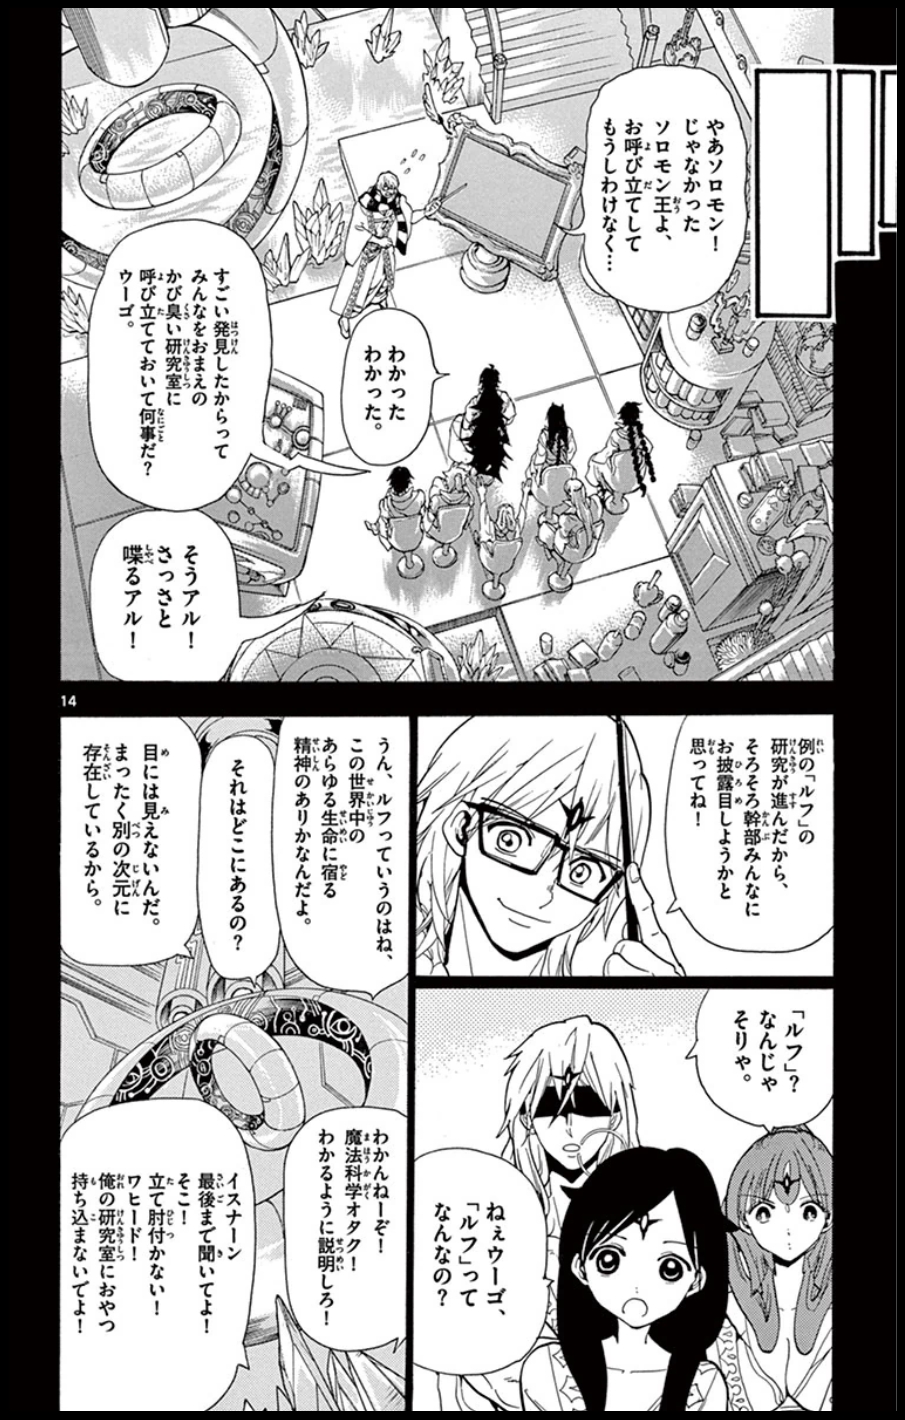 やあソロモン！
じゃなかった
ソロモン王よ、
お呼び立てして
もうしわけなく…
わかった
わかった。
すごい発見したからって
みんなをおまえの
かび臭い研究室に
呼び立てておいて何事だ？
ウーゴ。
そうアル！
さっさと
喋るアル！
14
例の「ルフ」の
研究が進んだから、
そろそろ幹部みんなに
お披露目しようかと
思ってね！
「ルフ」？
なんじゃ
そりゃ。
ねぇウーゴ、
「ルフ」って
なんなの？
うん、ルフっていうのはね、
この世界中の
あらゆる生命に宿る
精神のありかなんだよ。
それはどこにあるの？
目には見えないんだ。
まったく別の次元に
存在しているから。
わかんねーぞ！
魔法科学オタク！
わかるように説明しろ！
イスナーン
最後まで聞いてよ！
そこ！
立て肘付かない！
ワヒード！
俺の研究室におやつ
持ち込まないでよ！